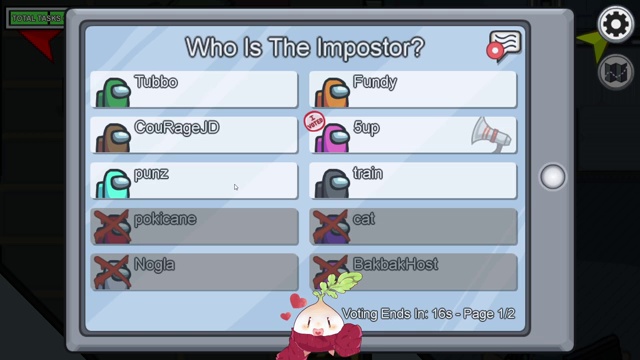 TOTAL TASKS
Who Is The Impostor?
Tubbo
Fundy
CouRageJD
I VOTED
5up
punz
train
pokicane
cat
Nogla
BakbakHost
Voting Ends In: 16s - Page 1/2